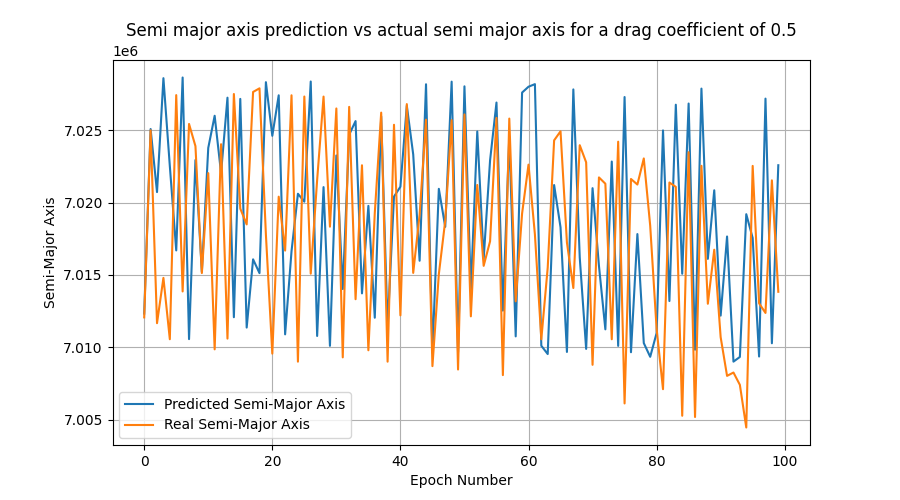 Semi major axis prediction vs actual semi major axis for a drag coefficient of 0.5
1e6
7.025
7.020
7.015
7.010
7.005
Semi-Major Axis
Predicted Semi-Major Axis
Real Semi-Major Axis
0 20 40 60 80 100
Epoch Number